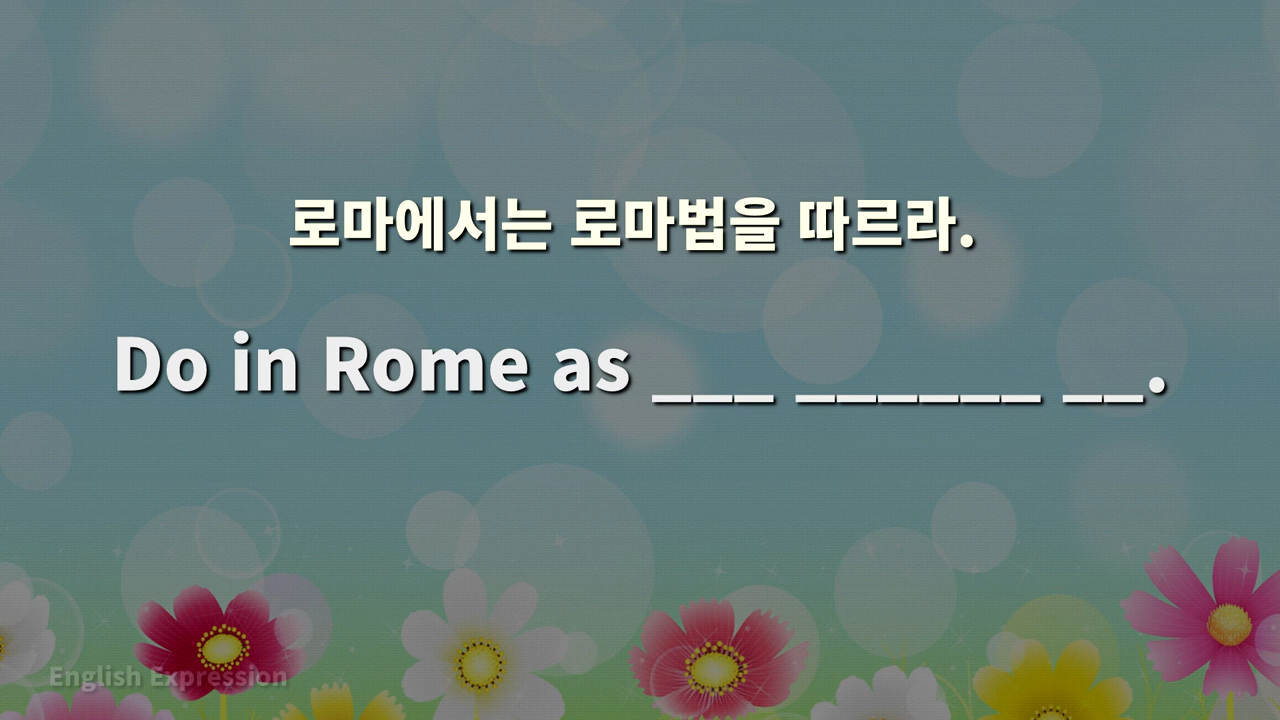 로마에서는 로마법을 따르라.
Do in Rome as ___ ______ __.
English Expression